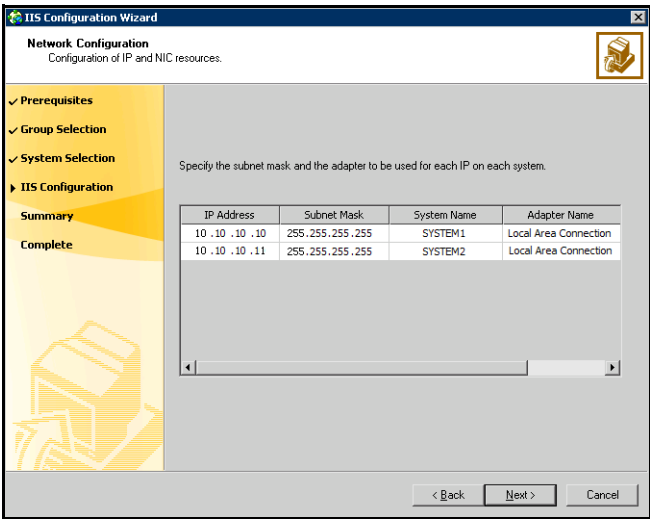 IIS Configuration Wizard
Network Configuration
Configuration of IP and NIC resources.
Prerequisites
Group Selection
System Selection
IIS Configuration
Summary
Complete
Specify the subnet mask and the adapter to be used for each IP on each system.
IP Address Subnet Mask System Name Adapter Name
10 .10 .10 .10 255.255.255.255 SYSTEM1 Local Area Connection
10 .10 .10 .11 255.255.255.255 SYSTEM2 Local Area Connection
< Back Next > Cancel